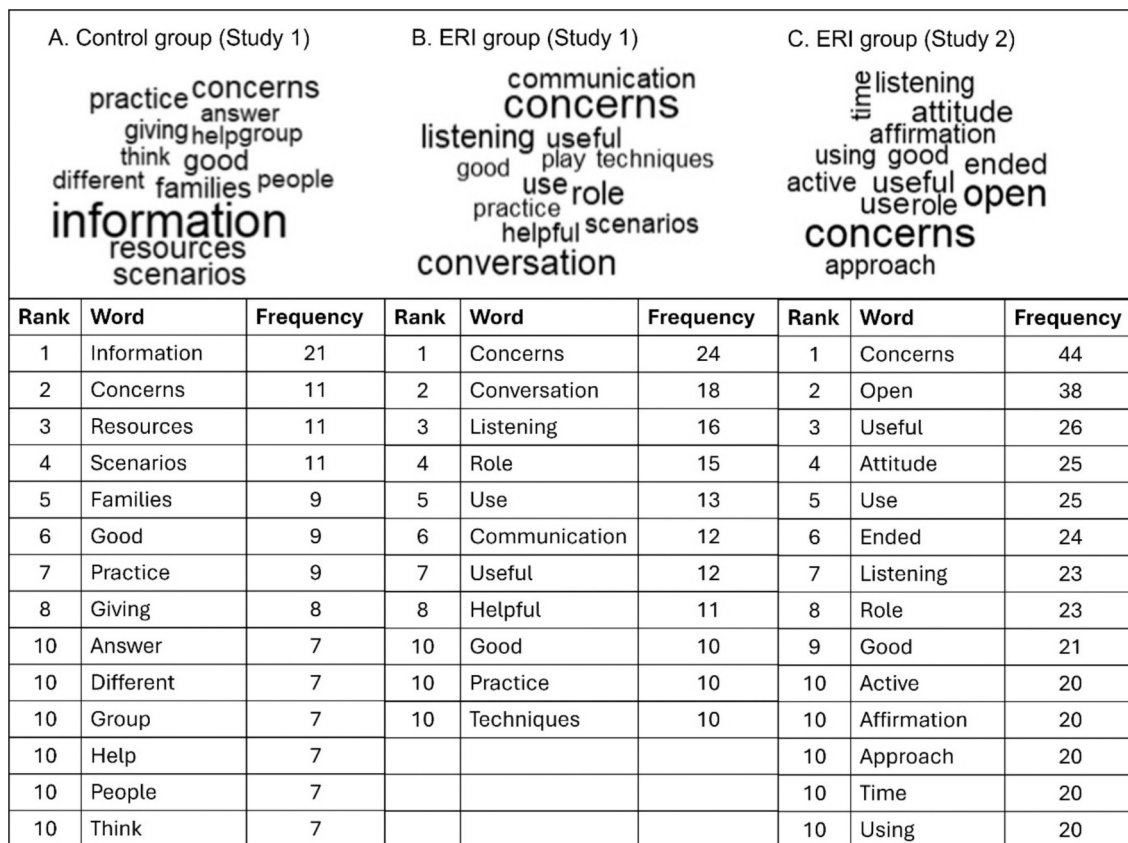 A. Control group (Study 1)
practice concerns
answer
giving help group
think good
different families people
information
resources
scenarios
B. ERI group (Study 1)
communication
concerns
listening useful
good play techniques
use role
practice
helpful scenarios
conversation
C. ERI group (Study 2)
time listening
attitude
affirmation
using good ended
active useful open
use role
concerns
approach
Rank Word Frequency Rank Word Frequency Rank Word Frequency
1 Information 21 1 Concerns 24 1 Concerns 44
2 Concerns 11 2 Conversation 18 2 Open 38
3 Resources 11 3 Listening 16 3 Useful 26
4 Scenarios 11 4 Role 15 4 Attitude 25
5 Families 9 5 Use 13 5 Use 25
6 Good 9 6 Communication 12 6 Ended 24
7 Practice 9 7 Useful 12 7 Listening 23
8 Giving 8 8 Helpful 11 8 Role 23
10 Answer 7 10 Good 10 9 Good 21
10 Different 7 10 Practice 10 10 Active 20
10 Group 7 10 Techniques 10 10 Affirmation 20
10 Help 7 10 Approach 20
10 People 7 10 Time 20
10 Think 7 10 Using 20